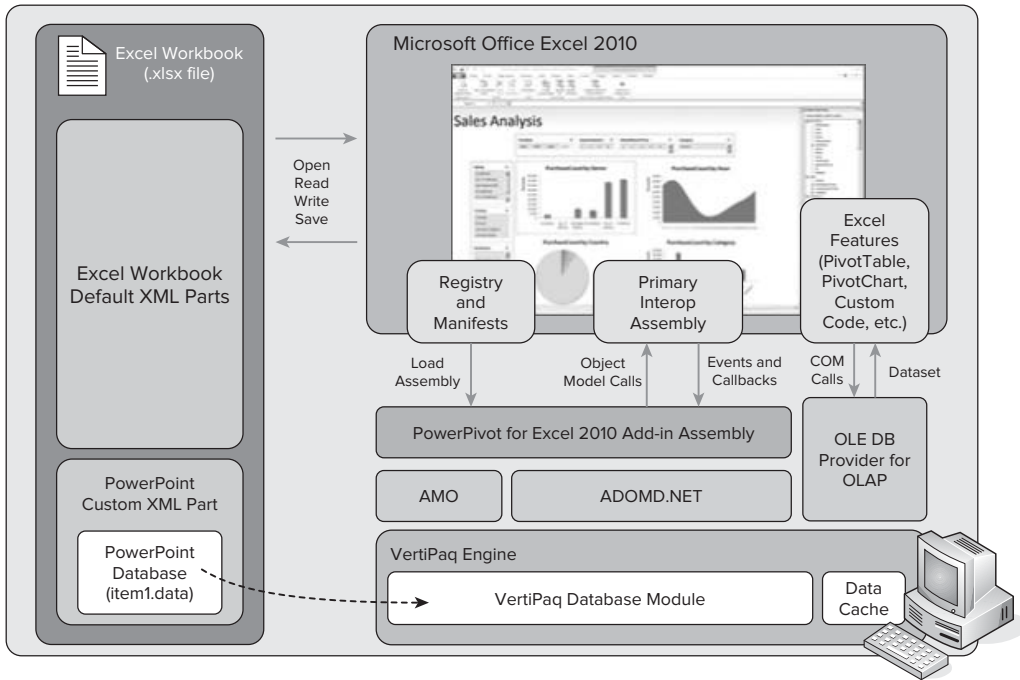 Excel Workbook
(.xlsx file)
Excel Workbook
Default XML Parts
PowerPoint
Custom XML Part
PowerPoint
Database
(item1.data)
Open
Read
Write
Save
Microsoft Office Excel 2010
Sales Analysis
Registry
and
Manifests
Primary
Interop
Assembly
Excel
Features
(PivotTable,
PivotChart,
Custom
Code, etc.)
Load
Assembly
Object
Model Calls
Events and
Callbacks
COM
Calls
Dataset
PowerPivot for Excel 2010 Add-in Assembly
AMO
ADOMD.NET
OLE DB
Provider for
OLAP
VertiPaq Engine
VertiPaq Database Module
Data
Cache